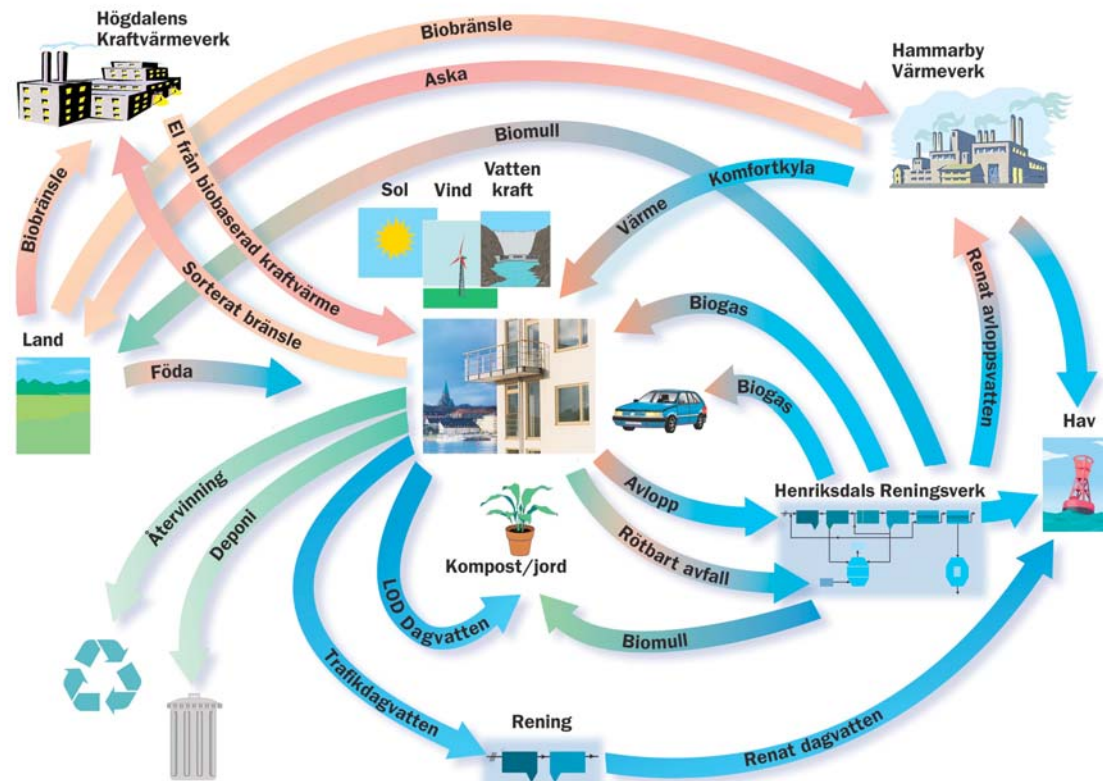 Högdalens
Kraftvärmeverk
Biobränsle
Hammarby
Värmeverk
Aska
Biomull
El från biobaserad kraftvärme
Komfortkyla
Värme
Sol
Vind
Vatten
kraft
Biobränsle
Sorterat bränsle
Renat avloppsvatten
Biogas
Land
Föda
Biogas
Hav
Återvinning
Deponi
Avlopp
Henriksdals Reningsverk
Rötbart avfall
Kompost/jord
LOD Dagvatten
Biomull
Trafikdagvatten
Rening
Renat dagvatten